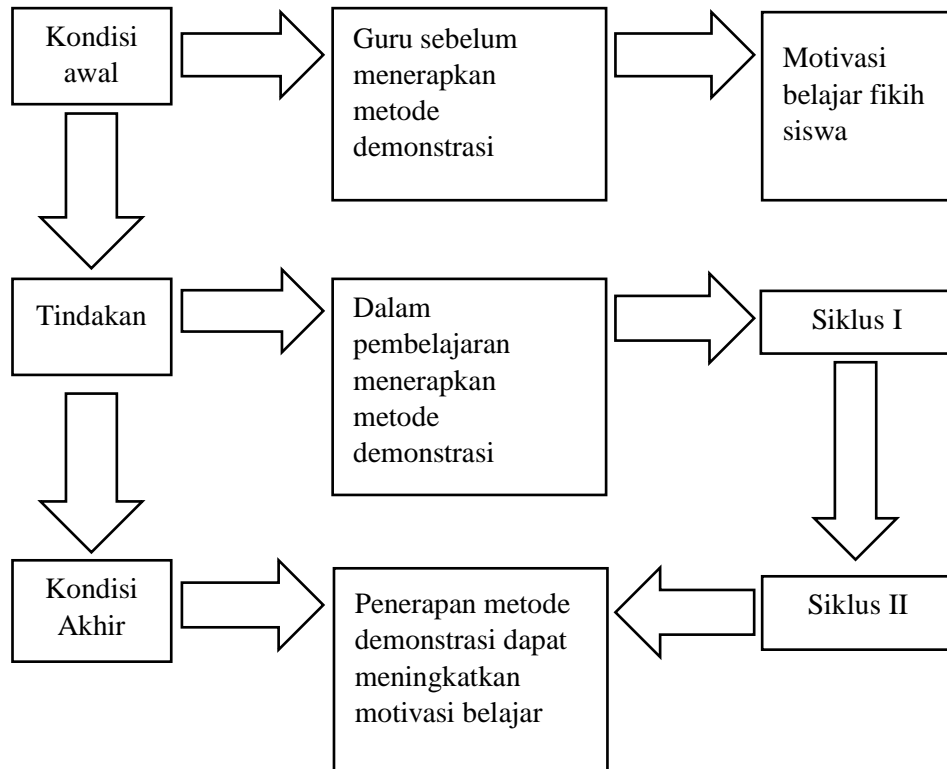 Kondisi
awal
Guru sebelum
menerapkan
metode
demonstrasi
Motivasi
belajar fikih
siswa
Tindakan
Dalam
pembelajaran
menerapkan
metode
demonstrasi
Siklus I
Kondisi
Akhir
Penerapan metode
demonstrasi dapat
meningkatkan
motivasi belajar
Siklus II